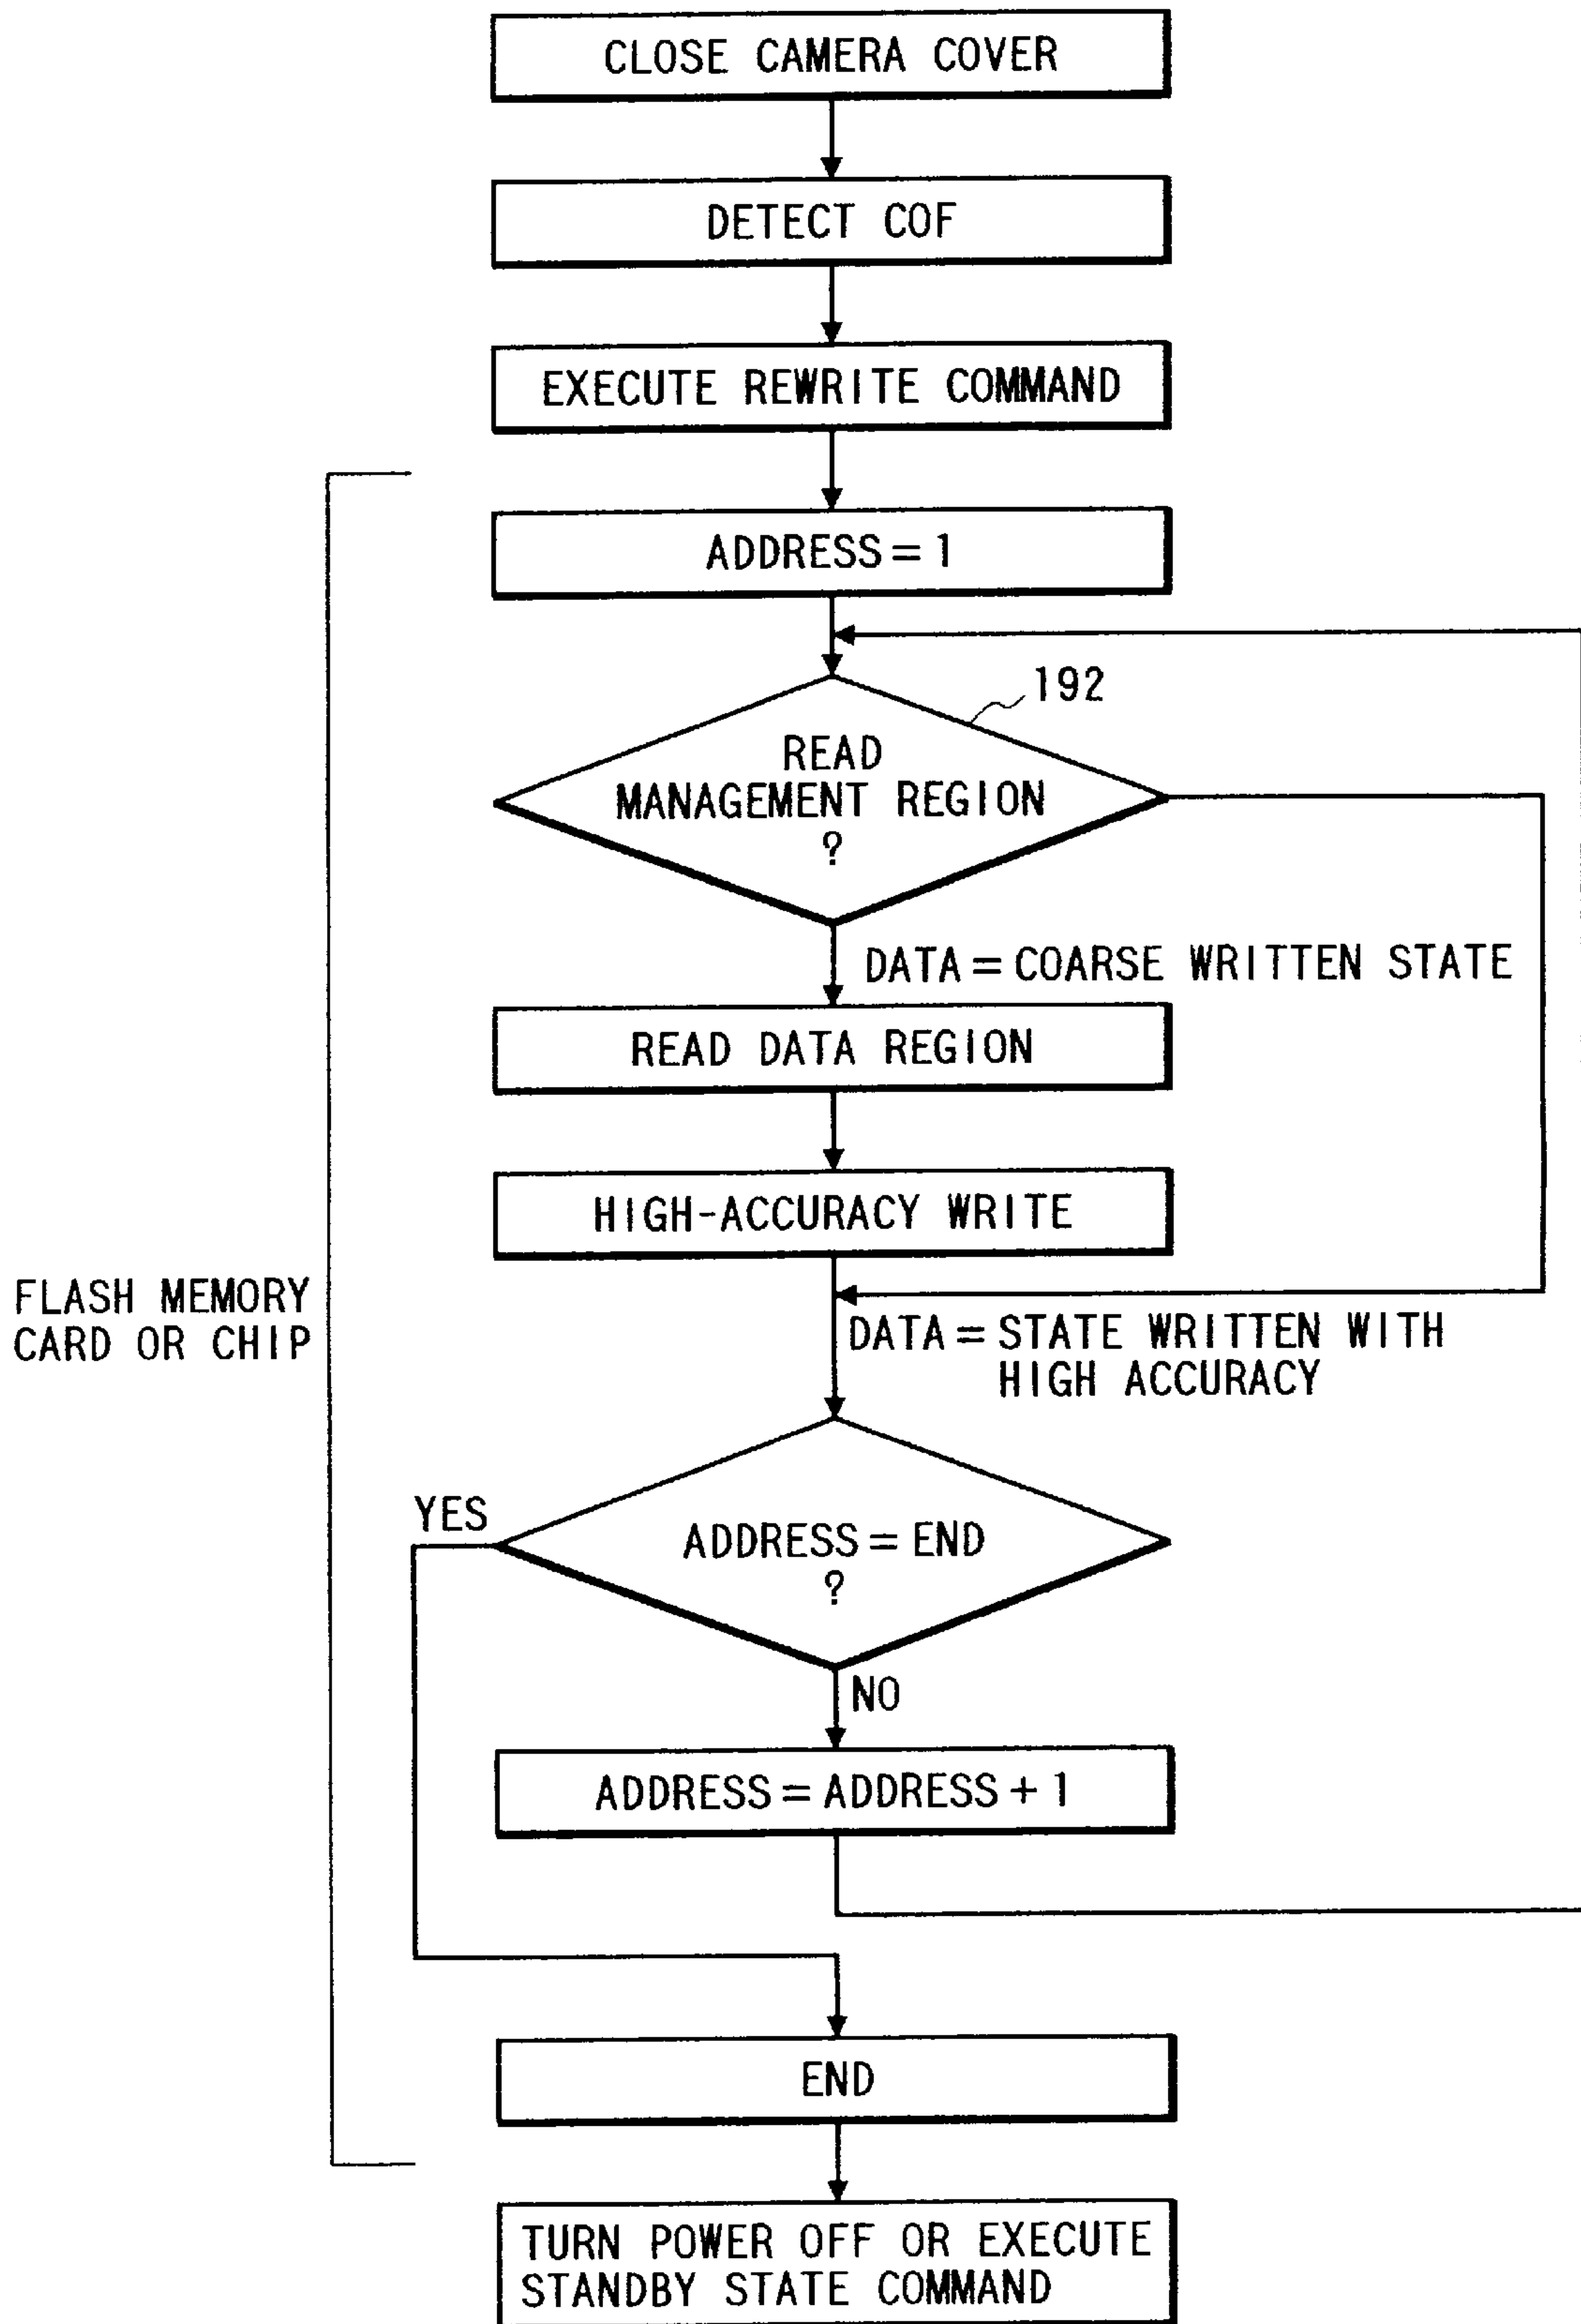 CLOSE CAMERA COVER
DETECT COF
EXECUTE REWRITE COMMAND
ADDRESS = 1
192
READ
MANAGEMENT REGION
?
DATA = COARSE WRITTEN STATE
READ DATA REGION
HIGH-ACCURACY WRITE
FLASH MEMORY
CARD OR CHIP
DATA = STATE WRITTEN WITH
HIGH ACCURACY
YES
ADDRESS = END
?
NO
ADDRESS = ADDRESS + 1
END
TURN POWER OFF OR EXECUTE
STANDBY STATE COMMAND